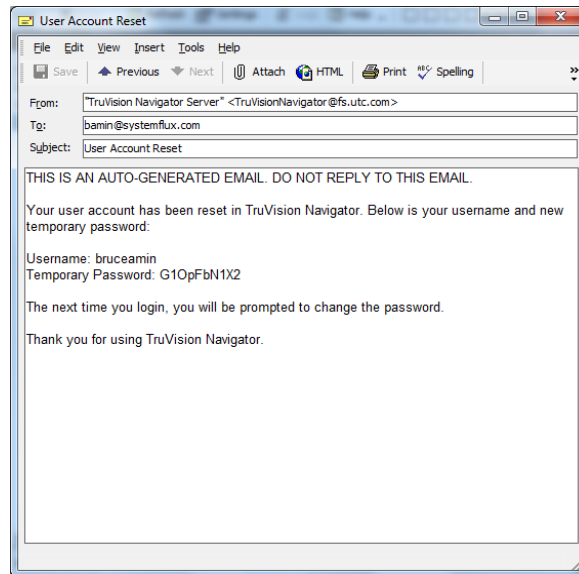 User Account Reset
File Edit View Insert Tools Help
Save Previous Next Attach HTML Print ABC Spelling »
From: "TruVision Navigator Server" <TruVisionNavigator@fs.utc.com>
To: bamin@systemflux.com
Subject: User Account Reset
THIS IS AN AUTO-GENERATED EMAIL. DO NOT REPLY TO THIS EMAIL.
Your user account has been reset in TruVision Navigator. Below is your username and new
temporary password:
Username: bruceamin
Temporary Password: G1OpFbN1X2
The next time you login, you will be prompted to change the password.
Thank you for using TruVision Navigator.